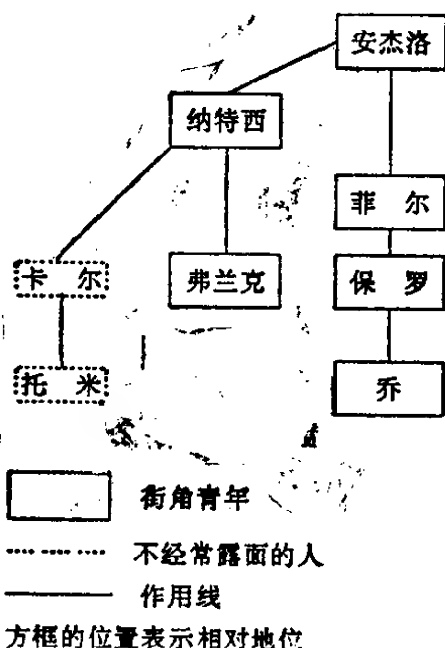 安杰洛
纳特西
菲尔
卡尔
弗兰克
保罗
托米
乔
街角青年
不经常露面的人
作用线
方框的位置表示相对地位